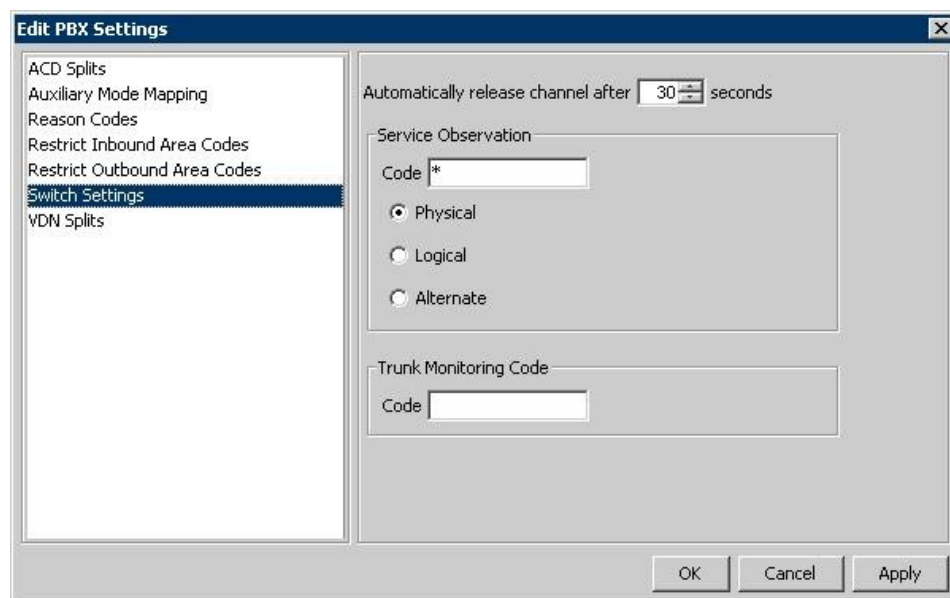 Edit PBX Settings
ACD Splits
Auxiliary Mode Mapping
Reason Codes
Restrict Inbound Area Codes
Restrict Outbound Area Codes
Switch Settings
VDN Splits
Automatically release channel after 30 seconds
Service Observation
Code *
Physical
Logical
Alternate
Trunk Monitoring Code
Code
OK Cancel Apply